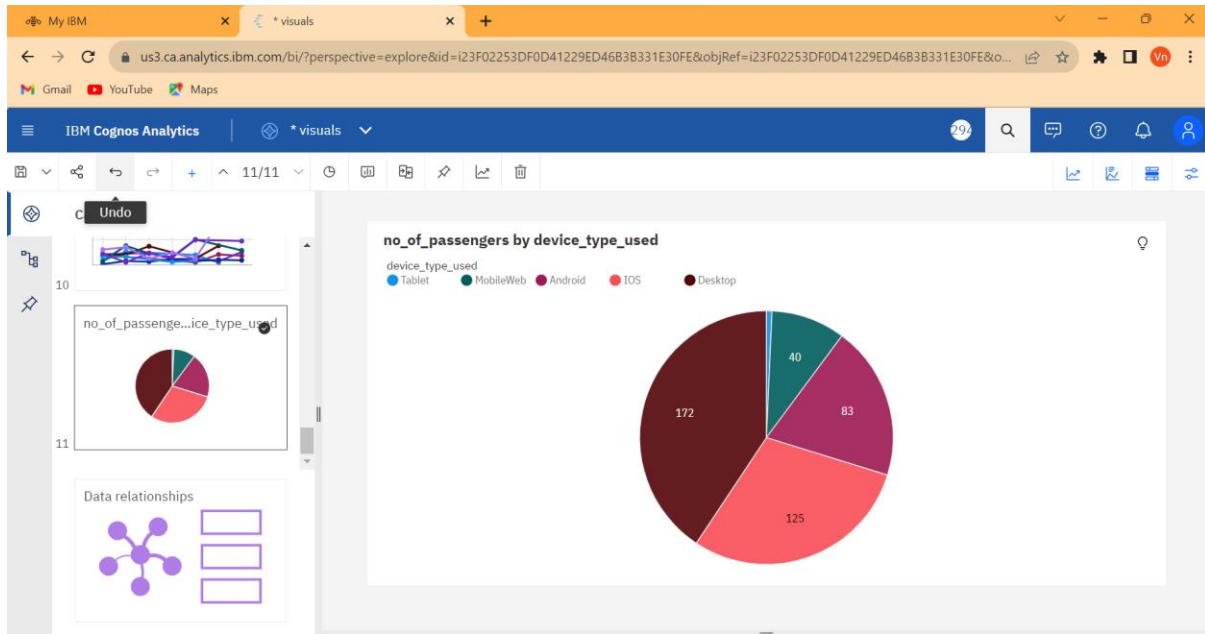 My IBM
* visuals
us3.ca.analytics.ibm.com/bi/?perspective=explore&id=i23F02253DF0D41229ED46B3B331E30FE&objRef=i23F02253DF0D41229ED46B3B331E30FE&o...
Vn
Gmail YouTube Maps
IBM Cognos Analytics * visuals
294
11/11
Undo
10
no_of_passenge...ice_type_used
11
Data relationships
no_of_passengers by device_type_used
device_type_used
Tablet MobileWeb Android IOS Desktop
40
172
83
125